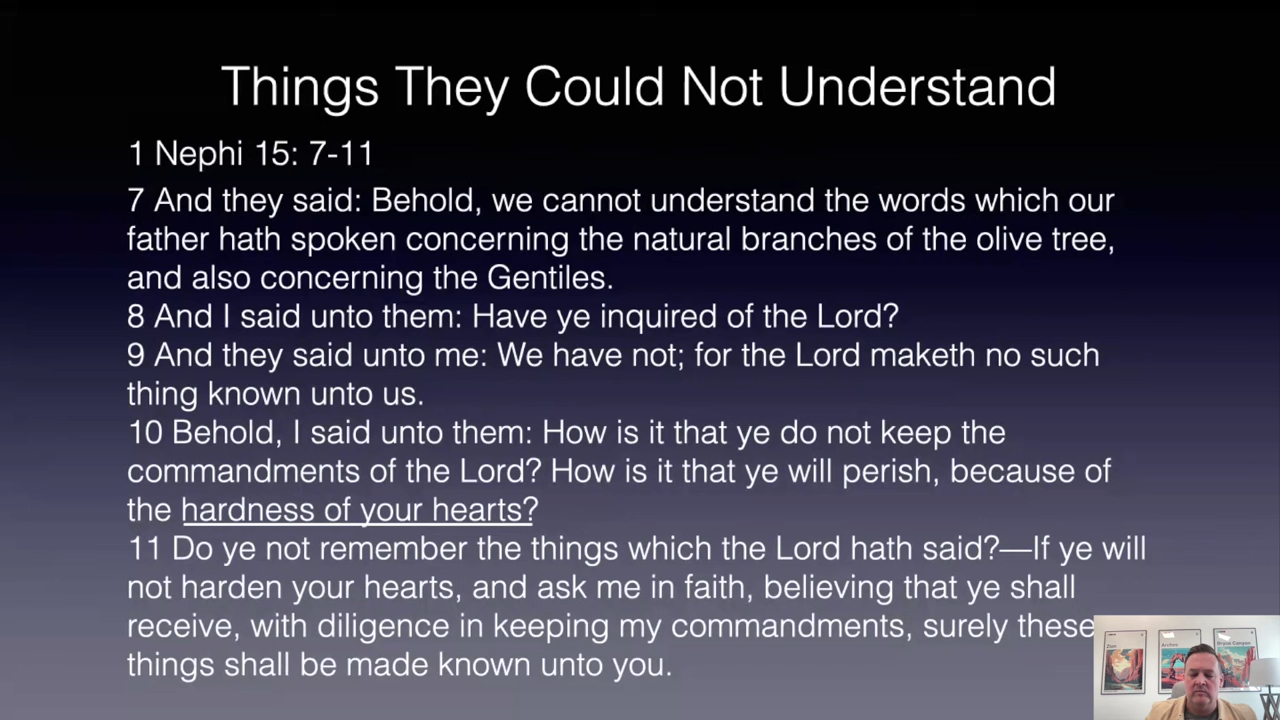 Things They Could Not Understand
1 Nephi 15: 7-11
7 And they said: Behold, we cannot understand the words which our
father hath spoken concerning the natural branches of the olive tree,
and also concerning the Gentiles.
8 And I said unto them: Have ye inquired of the Lord?
9 And they said unto me: We have not; for the Lord maketh no such
thing known unto us.
10 Behold, I said unto them: How is it that ye do not keep the
commandments of the Lord? How is it that ye will perish, because of
the hardness of your hearts?
11 Do ye not remember the things which the Lord hath said?—If ye will
not harden your hearts, and ask me in faith, believing that ye shall
receive, with diligence in keeping my commandments, surely these
things shall be made known unto you.
Zion
Arches
Bryce Canyon